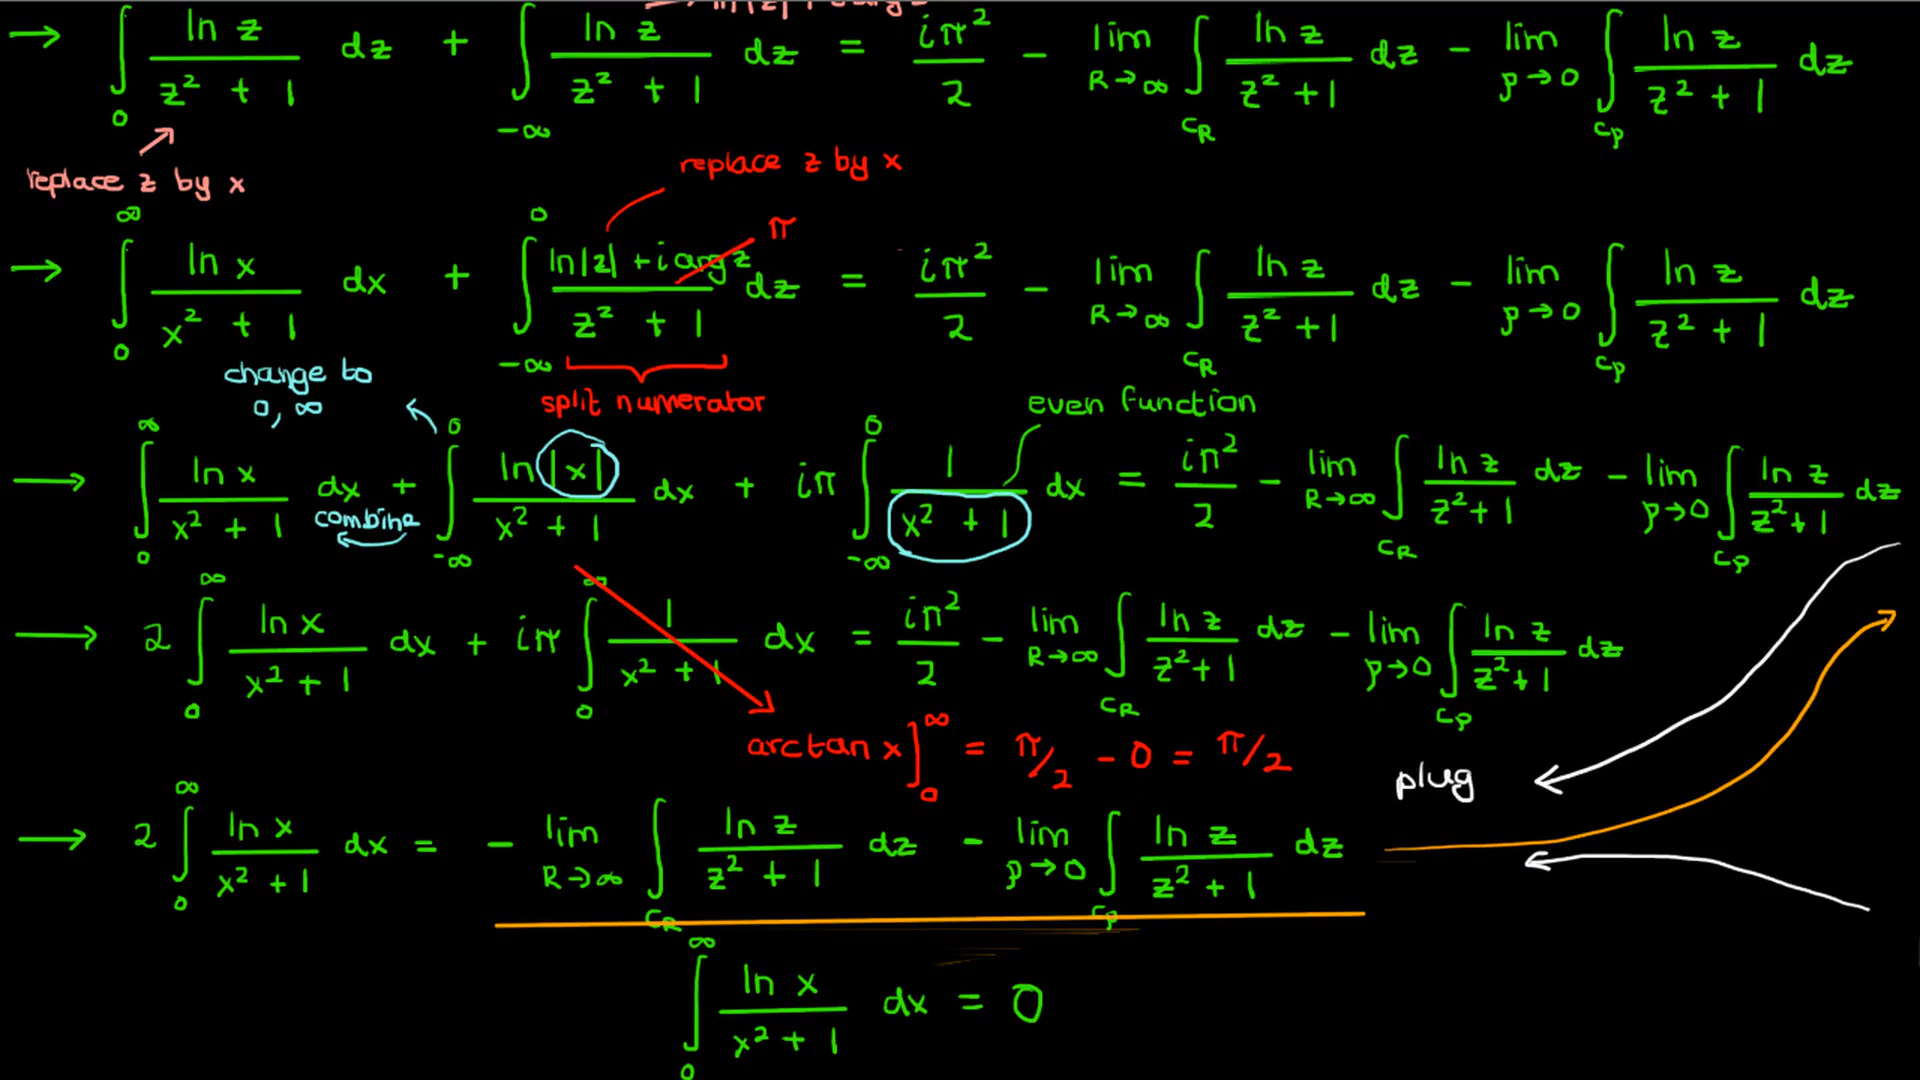 → ∫₀ ln z / (z² + 1) dz + ∫_{-∞} ln z / (z² + 1) dz = iπ²/2 - lim_{R→∞} ∫_{C_R} ln z / (z² + 1) dz - lim_{ρ→0} ∫_{C_ρ} ln z / (z² + 1) dz
replace z by x
replace z by x
π
→ ∫₀^∞ ln x / (x² + 1) dx + ∫_{-∞}^0 (ln|z| + i arg z) / (z² + 1) dz = iπ²/2 - lim_{R→∞} ∫_{C_R} ln z / (z² + 1) dz - lim_{ρ→0} ∫_{C_ρ} ln z / (z² + 1) dz
change to
0, ∞
split numerator
even function
→ ∫₀^∞ ln x / (x² + 1) dx + ∫_{-∞}^0 ln|x| / (x² + 1) dx + iπ ∫_{-∞}^0 1 / (x² + 1) dx = iπ²/2 - lim_{R→∞} ∫_{C_R} ln z / (z² + 1) dz - lim_{ρ→0} ∫_{C_ρ} ln z / (z² + 1) dz
combine
→ 2 ∫₀^∞ ln x / (x² + 1) dx + iπ ∫₀^∞ 1 / (x² + 1) dx = iπ²/2 - lim_{R→∞} ∫_{C_R} ln z / (z² + 1) dz - lim_{ρ→0} ∫_{C_ρ} ln z / (z² + 1) dz
arctan x ]₀^∞ = π/2 - 0 = π/2
plug
→ 2 ∫₀^∞ ln x / (x² + 1) dx = - lim_{R→∞} ∫_{C_R} ln z / (z² + 1) dz - lim_{ρ→0} ∫_{C_ρ} ln z / (z² + 1) dz
∫₀^∞ ln x / (x² + 1) dx = 0